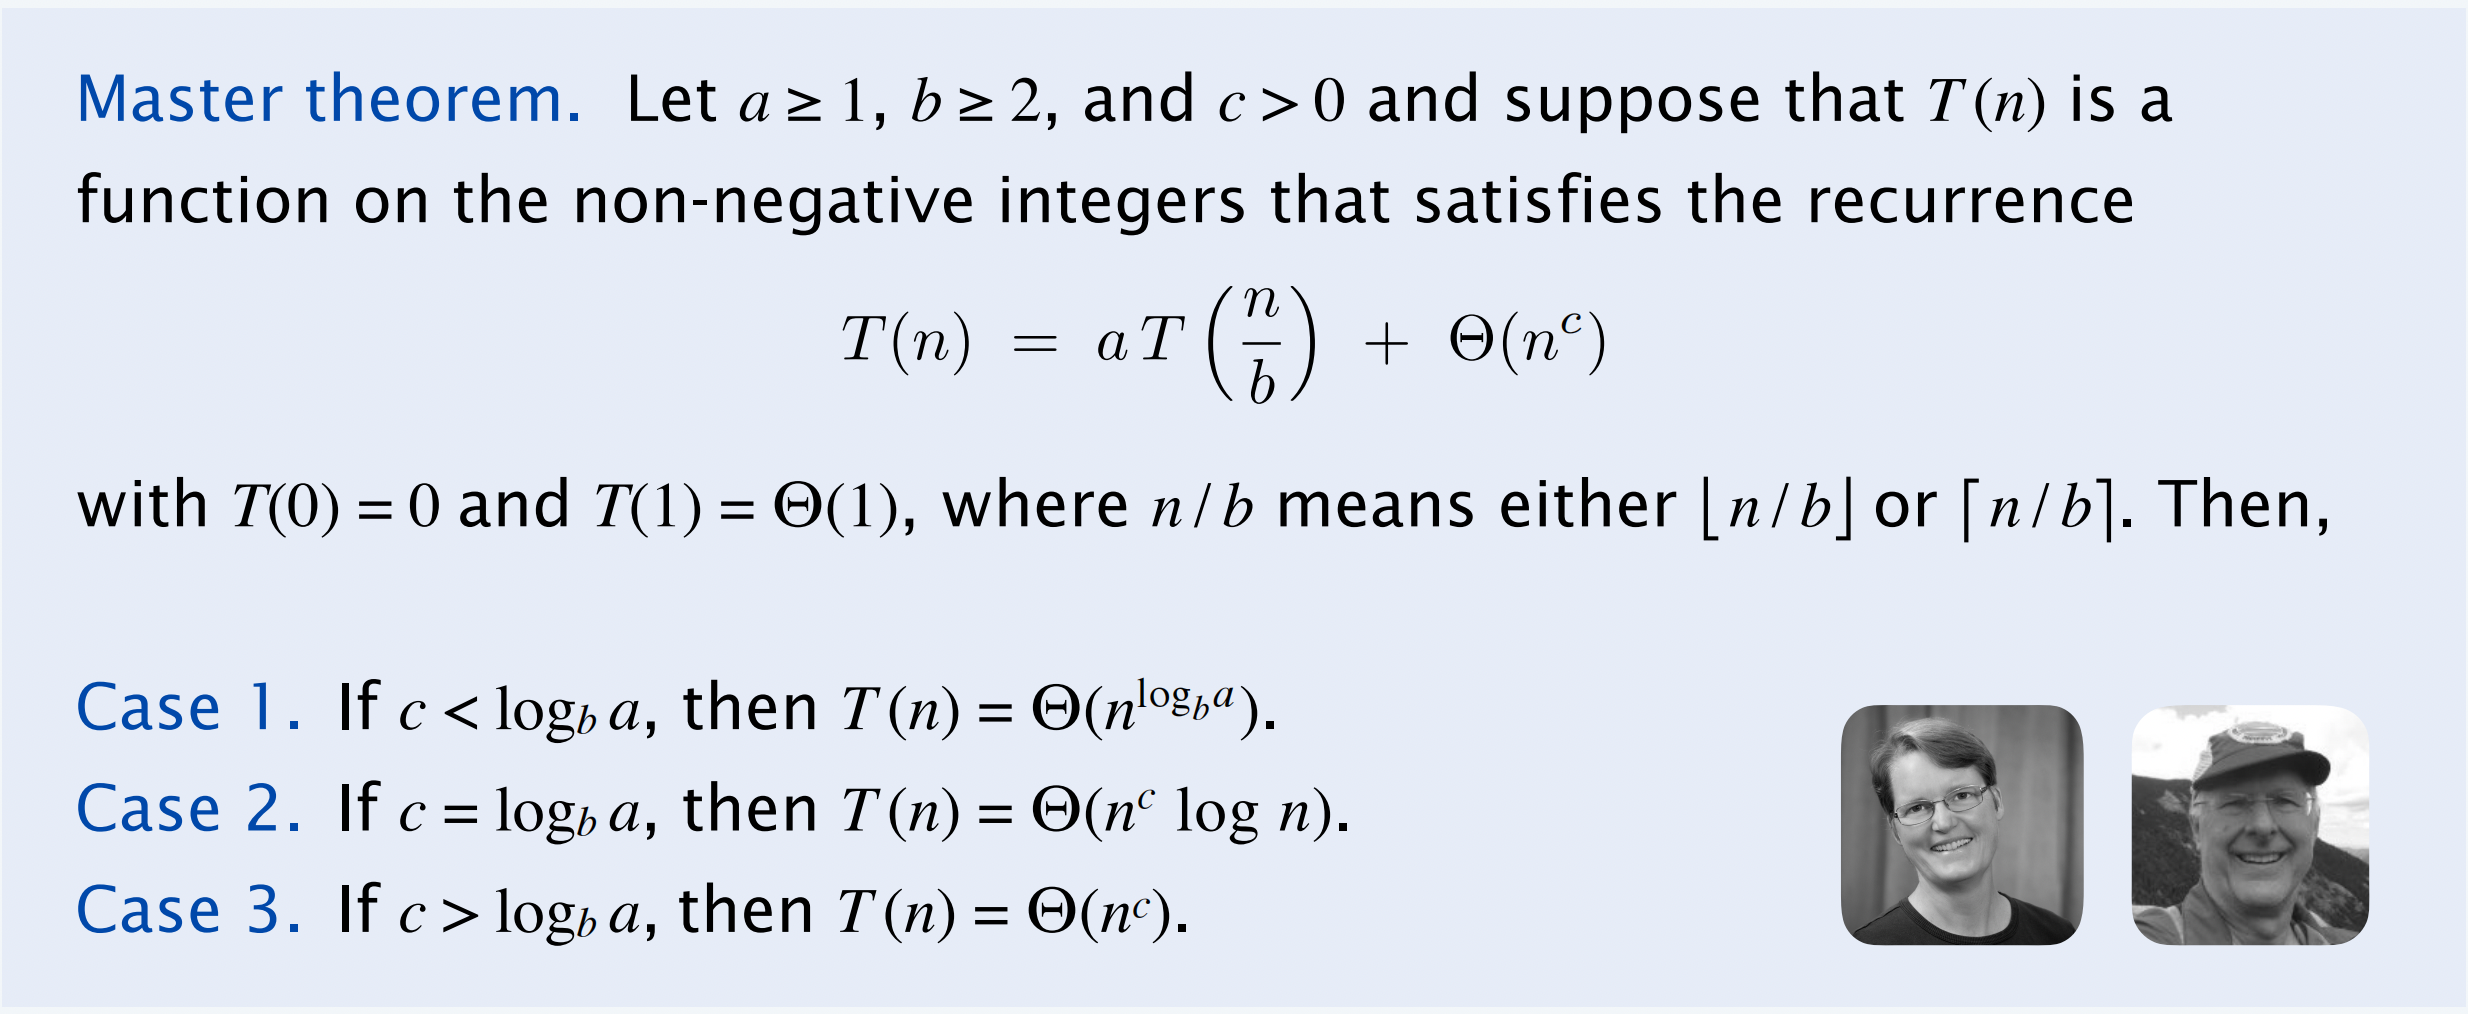 Master theorem. Let a ≥ 1, b ≥ 2, and c > 0 and suppose that T(n) is a
function on the non-negative integers that satisfies the recurrence
T(n) = a T(n/b) + Θ(n^c)
with T(0) = 0 and T(1) = Θ(1), where n / b means either ⌊n / b⌋ or ⌈n / b⌉. Then,
Case 1. If c < log_b a, then T(n) = Θ(n^{log_b a}).
Case 2. If c = log_b a, then T(n) = Θ(n^c log n).
Case 3. If c > log_b a, then T(n) = Θ(n^c).